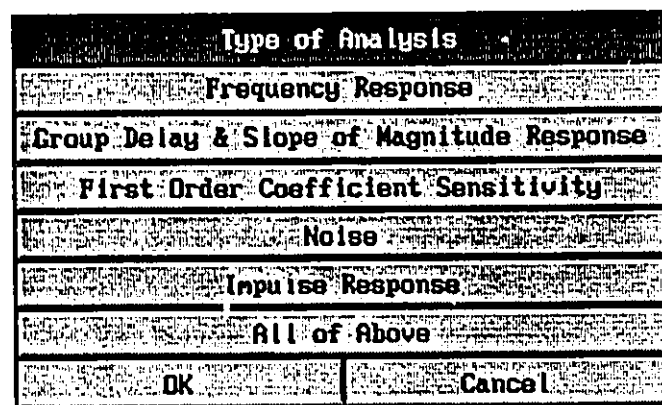 Type of Analysis
Frequency Response
Group Delay & Slope of Magnitude Response
First Order Coefficient Sensitivity
Noise
Impulse Response
All of Above
OK Cancel